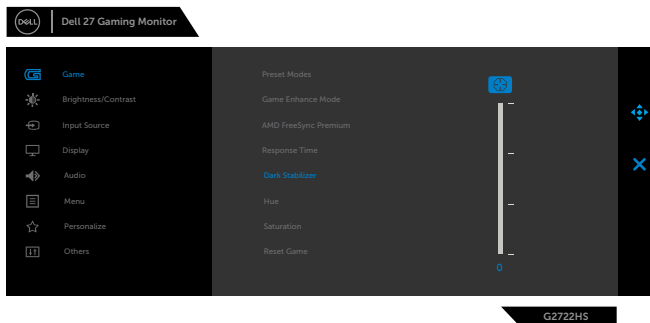 DELL
Dell 27 Gaming Monitor
Game
Brightness/Contrast
Input Source
Display
Audio
Menu
Personalize
Others
Preset Modes
Game Enhance Mode
AMD FreeSync Premium
Response Time
Dark Stabilizer
Hue
Saturation
Reset Game
0
G2722HS